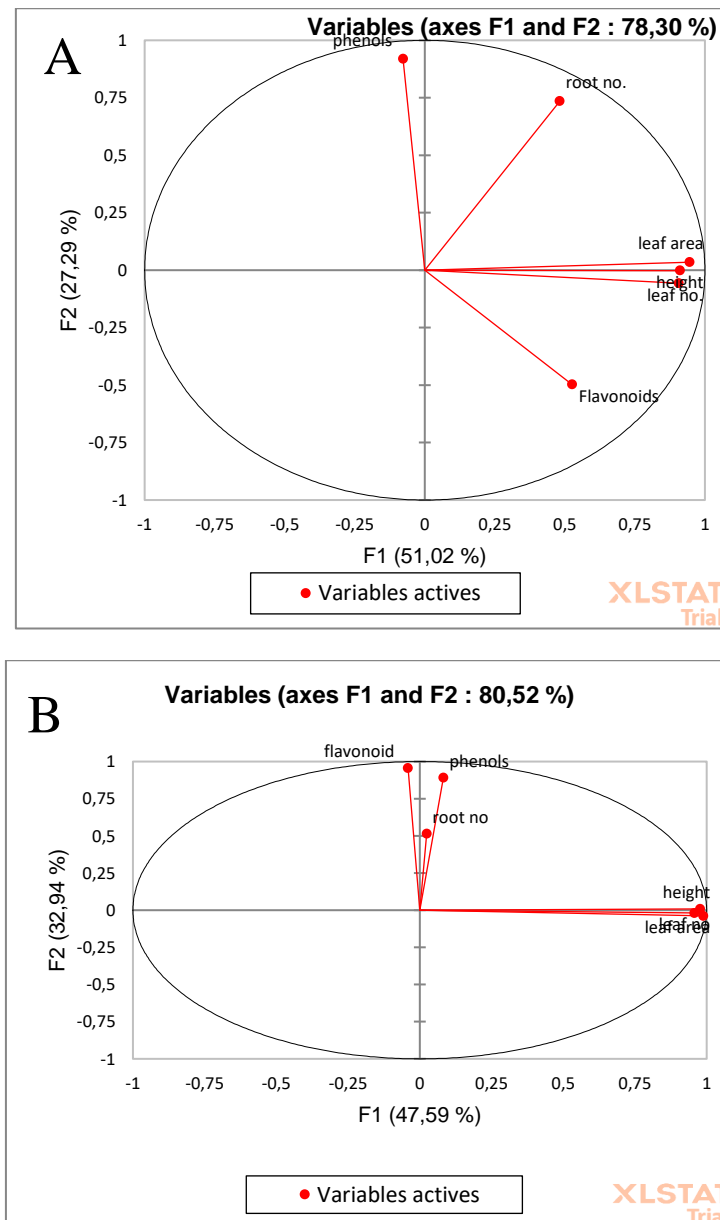 Variables (axes F1 and F2 : 78,30 %)
A
phenols
root no.
leaf area
height
leaf no.
Flavonoids
F2 (27,29 %)
1
0,75
0,5
0,25
0
-0,25
-0,5
-0,75
-1
-1 -0,75 -0,5 -0,25 0 0,25 0,5 0,75 1
F1 (51,02 %)
Variables actives
XLSTAT
Trial
B
Variables (axes F1 and F2 : 80,52 %)
flavonoid
phenols
root no
height
leaf no
leaf area
F2 (32,94 %)
1
0,75
0,5
0,25
0
-0,25
-0,5
-0,75
-1
-1 -0,75 -0,5 -0,25 0 0,25 0,5 0,75 1
F1 (47,59 %)
Variables actives
XLSTAT
Trial